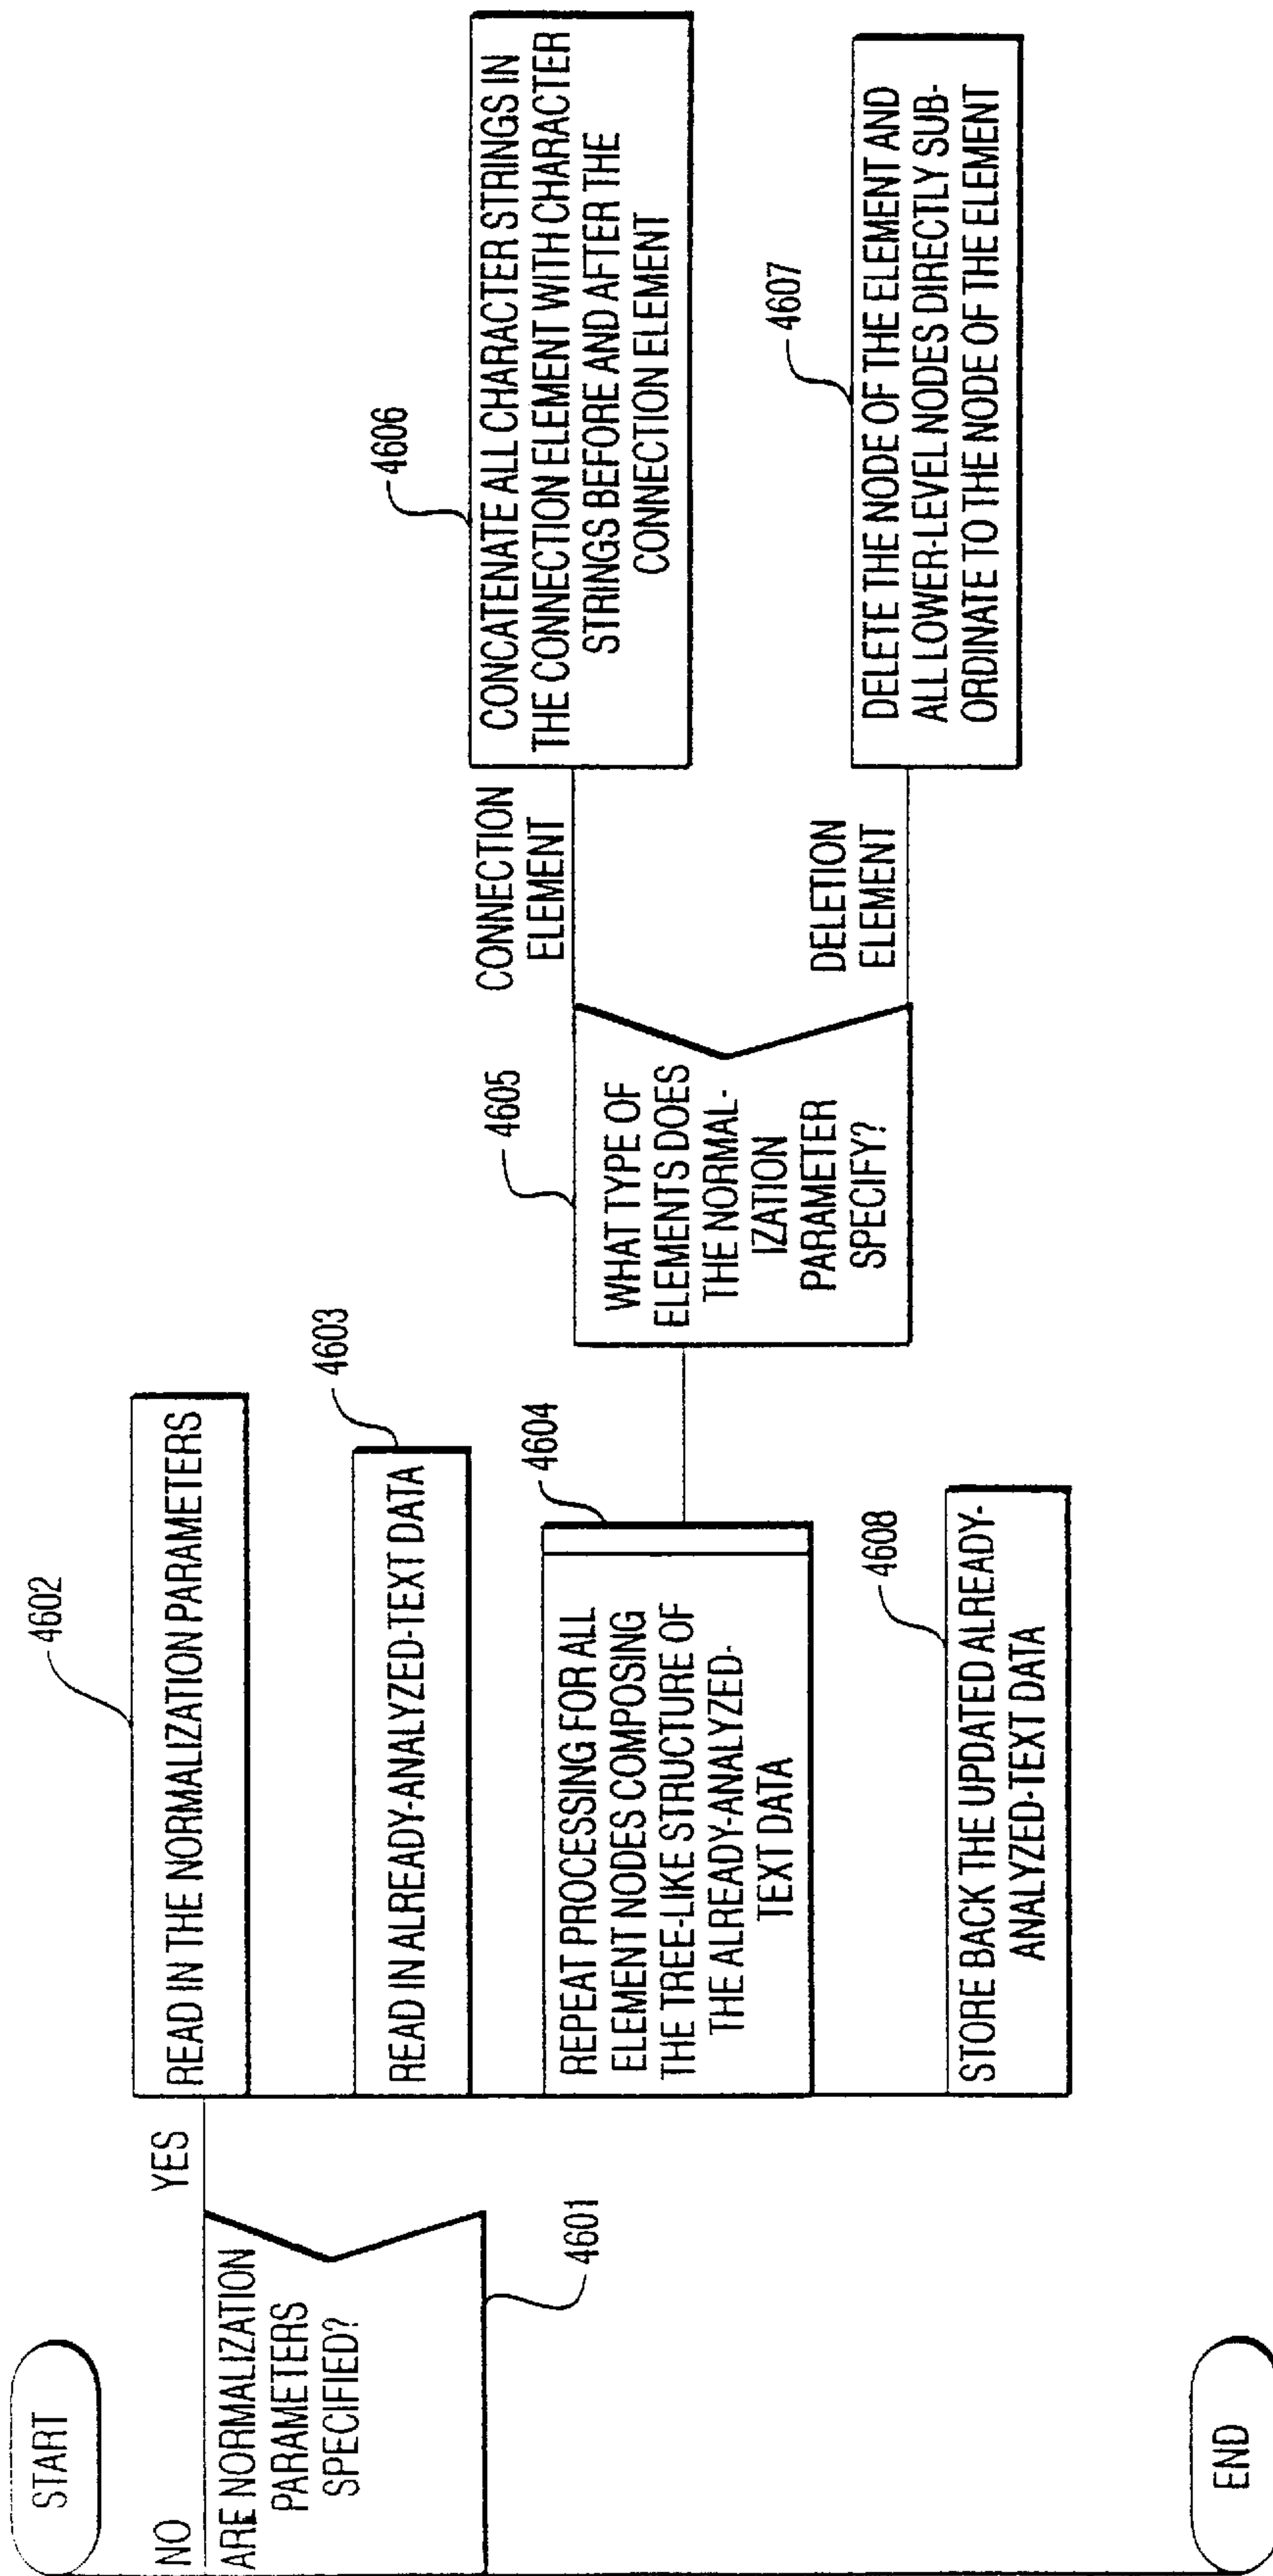 START
NO
YES
ARE NORMALIZATION
PARAMETERS
SPECIFIED?
4601
4602
READ IN THE NORMALIZATION PARAMETERS
4603
READ IN ALREADY-ANALYZED-TEXT DATA
4604
REPEAT PROCESSING FOR ALL
ELEMENT NODES COMPOSING
THE TREE-LIKE STRUCTURE OF
THE ALREADY-ANALYZED-
TEXT DATA
4605
WHAT TYPE OF
ELEMENTS DOES
THE NORMAL-
IZATION
PARAMETER
SPECIFY?
CONNECTION
ELEMENT
4606
CONCATENATE ALL CHARACTER STRINGS IN
THE CONNECTION ELEMENT WITH CHARACTER
STRINGS BEFORE AND AFTER THE
CONNECTION ELEMENT
DELETION
ELEMENT
4607
DELETE THE NODE OF THE ELEMENT AND
ALL LOWER-LEVEL NODES DIRECTLY SUB-
ORDINATE TO THE NODE OF THE ELEMENT
4608
STORE BACK THE UPDATED ALREADY-
ANALYZED-TEXT DATA
END